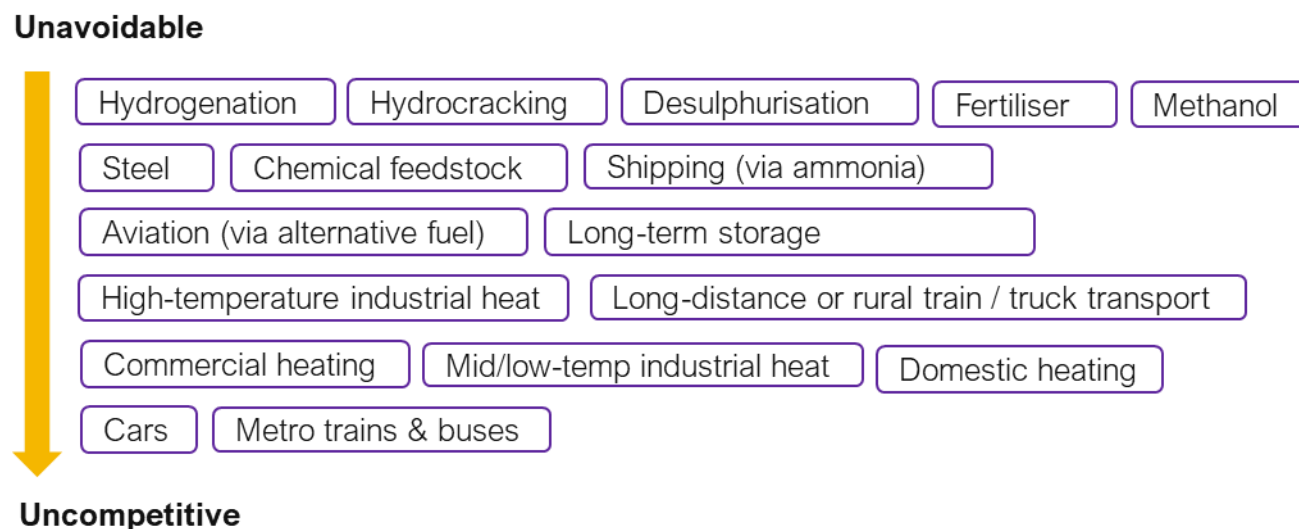 Unavoidable
Hydrogenation Hydrocracking Desulphurisation Fertiliser Methanol
Steel Chemical feedstock Shipping (via ammonia)
Aviation (via alternative fuel) Long-term storage
High-temperature industrial heat Long-distance or rural train / truck transport
Commercial heating Mid/low-temp industrial heat Domestic heating
Cars Metro trains & buses
Uncompetitive